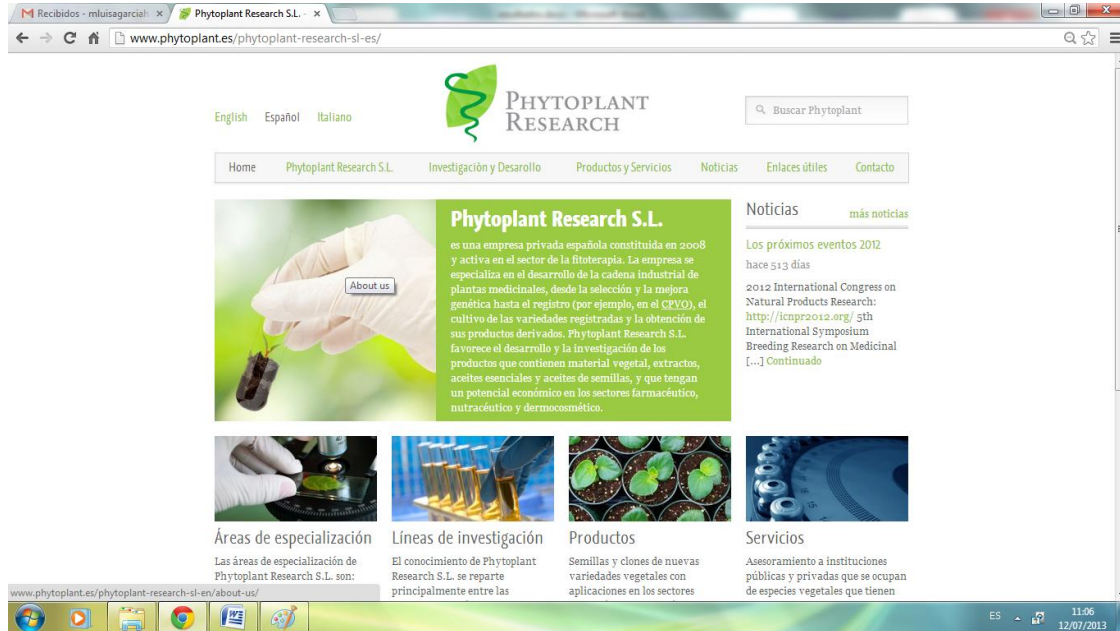 Recibidos - mluisagarciah
Phytoplant Research S.L. -
www.phytoplant.es/phytoplant-research-sl-es/
English Español Italiano
PHYTOPLANT
RESEARCH
Buscar Phytoplant
Home Phytoplant Research S.L. Investigación y Desarollo Productos y Servicios Noticias Enlaces útiles Contacto
About us
Phytoplant Research S.L.
es una empresa privada española constituida en 2008
y activa en el sector de la fitoterapia. La empresa se
especializa en el desarrollo de la cadena industrial de
plantas medicinales, desde la selección y la mejora
genética hasta el registro (por ejemplo, en el CPVO), el
cultivo de las variedades registradas y la obtención de
sus productos derivados. Phytoplant Research S.L.
favorece el desarrollo y la investigación de los
productos que contienen material vegetal, extractos,
aceites esenciales y aceites de semillas, y que tengan
un potencial económico en los sectores farmacéutico,
nutracéutico y dermocosmético.
Noticias más noticias
Los próximos eventos 2012
hace 513 días
2012 International Congress on
Natural Products Research:
http://icnpr2012.org/ 5th
International Symposium
Breeding Research on Medicinal
[...] Continuado
Áreas de especialización
Las áreas de especialización de
Phytoplant Research S.L. son:
Líneas de investigación
El conocimiento de Phytoplant
Research S.L. se reparte
principalmente entre las
Productos
Semillas y clones de nuevas
variedades vegetales con
aplicaciones en los sectores
Servicios
Asesoramiento a instituciones
públicas y privadas que se ocupan
de especies vegetales que tienen
www.phytoplant.es/phytoplant-research-sl-en/about-us/
ES
11:06
12/07/2013